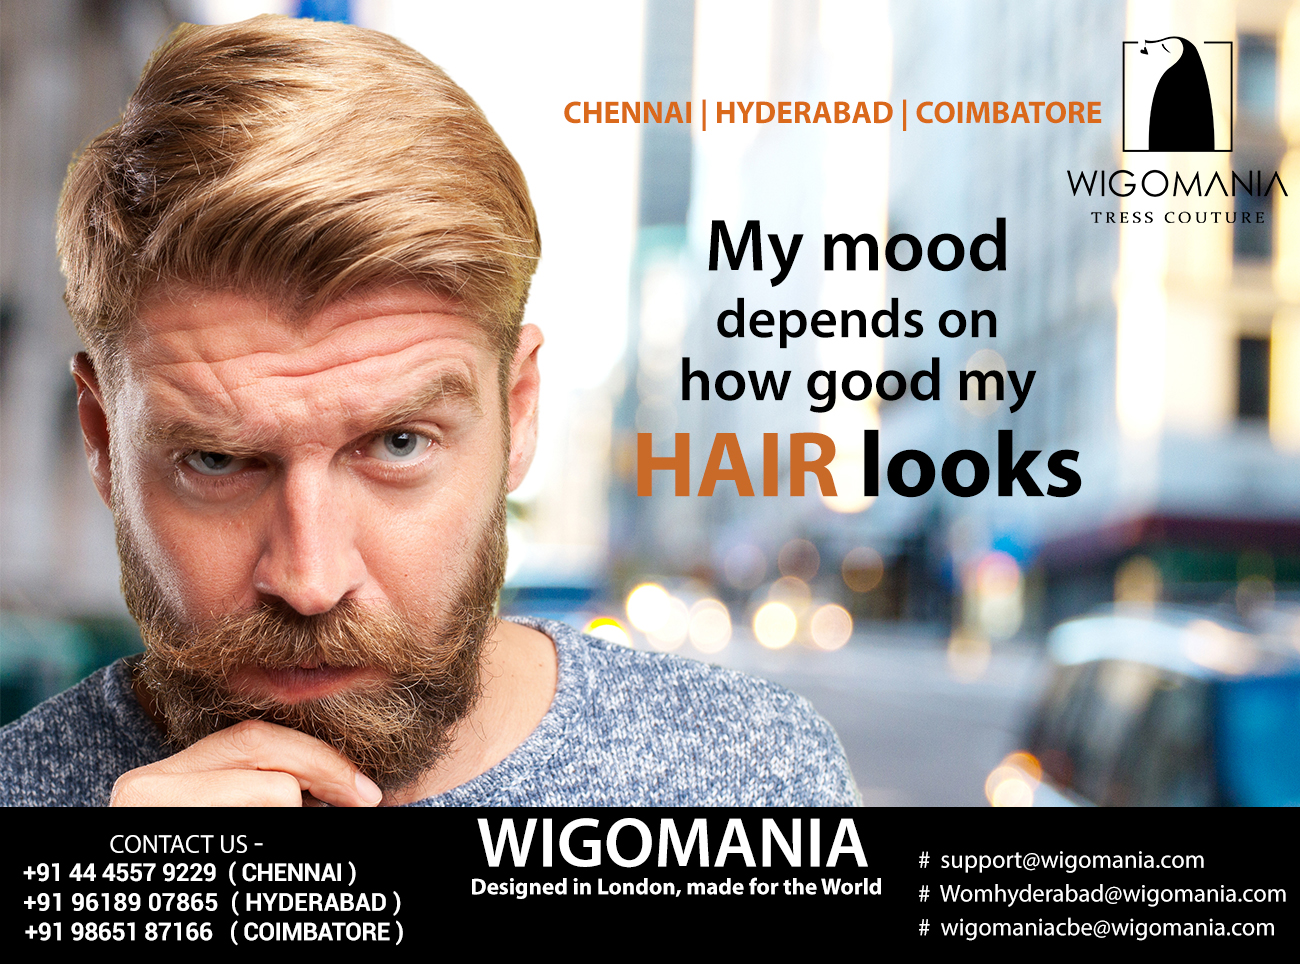 CHENNAI | HYDERABAD | COIMBATORE
WIGOMANIA
TRESS COUTURE
My mood
depends on
how good my
HAIR looks
CONTACT US -
+91 44 4557 9229 ( CHENNAI )
+91 96189 07865 ( HYDERABAD )
+91 98651 87166 ( COIMBATORE )
WIGOMANIA
Designed in London, made for the World
# support@wigomania.com
# Womhyderabad@wigomania.com
# wigomaniacbe@wigomania.com